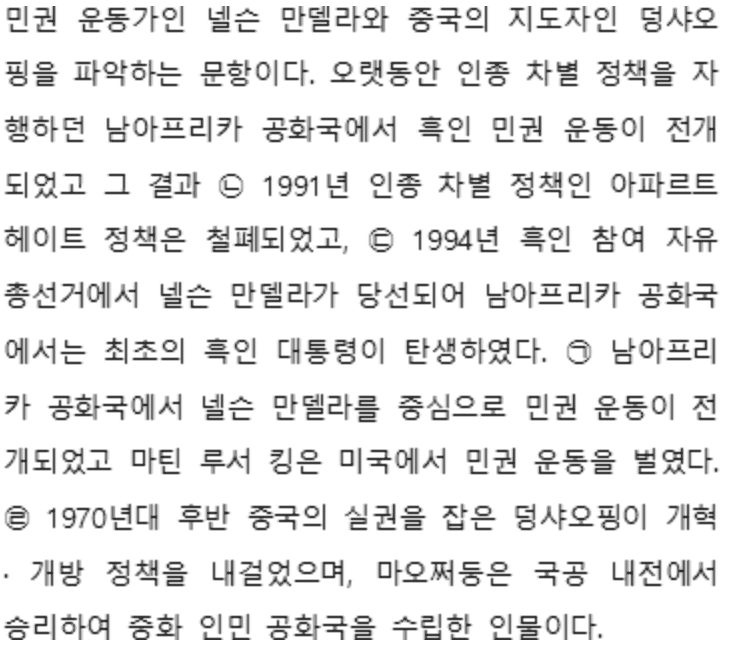 민권 운동가인 넬슨 만델라와 중국의 지도자인 덩샤오
핑을 파악하는 문항이다. 오랫동안 인종 차별 정책을 자
행하던 남아프리카 공화국에서 흑인 민권 운동이 전개
되었고 그 결과 ㉡ 1991년 인종 차별 정책인 아파르트
헤이트 정책은 철폐되었고, ㉢ 1994년 흑인 참여 자유
총선거에서 넬슨 만델라가 당선되어 남아프리카 공화국
에서는 최초의 흑인 대통령이 탄생하였다. ㉠ 남아프리
카 공화국에서 넬슨 만델라를 중심으로 민권 운동이 전
개되었고 마틴 루서 킹은 미국에서 민권 운동을 벌였다.
㉣ 1970년대 후반 중국의 실권을 잡은 덩샤오핑이 개혁
· 개방 정책을 내걸었으며, 마오쩌둥은 국공 내전에서
승리하여 중화 인민 공화국을 수립한 인물이다.